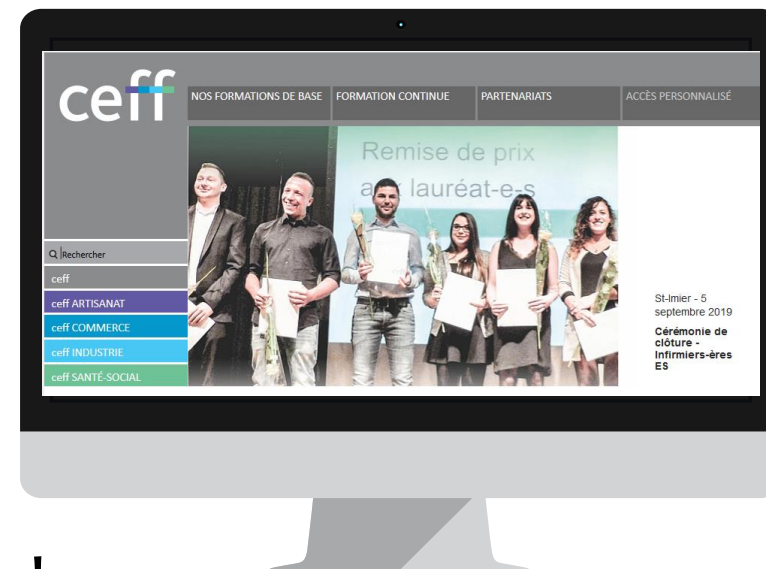 ceff
NOS FORMATIONS DE BASE
FORMATION CONTINUE
PARTENARIATS
ACCÈS PERSONNALISÉ
Remise de prix
aux lauréat-e-s
Rechercher
ceff
ceff ARTISANAT
ceff COMMERCE
ceff INDUSTRIE
ceff SANTÉ-SOCIAL
St-Imier - 5
septembre 2019
Cérémonie de
clôture -
Infirmiers-ères
ES